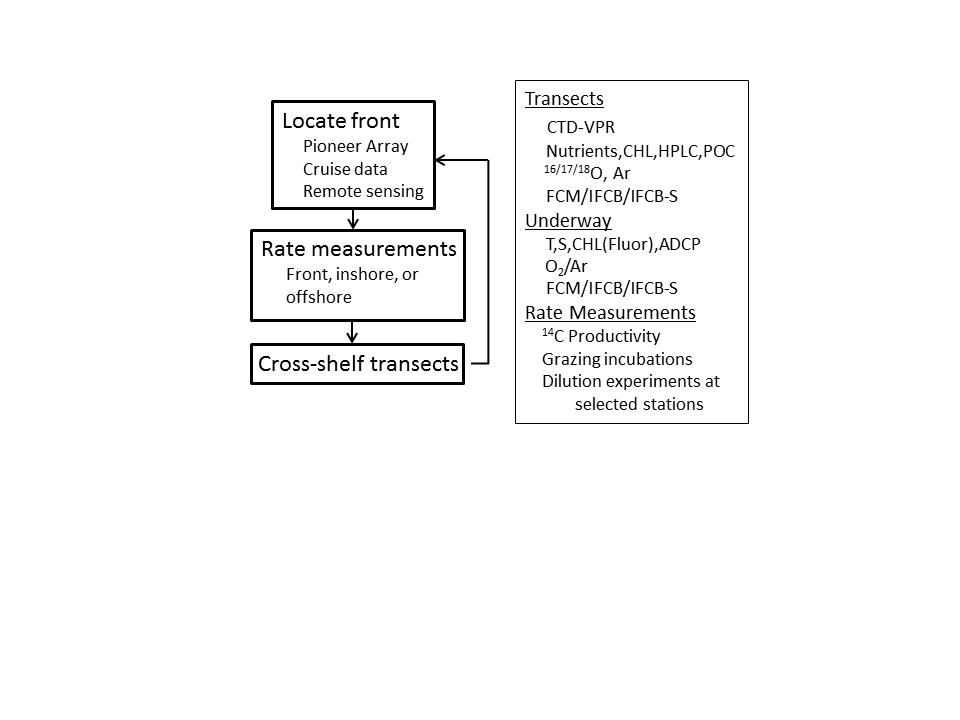 Locate front
Pioneer Array
Cruise data
Remote sensing
Rate measurements
Front, inshore, or
offshore
Cross-shelf transects
Transects
CTD-VPR
Nutrients,CHL,HPLC,POC
16/17/18O, Ar
FCM/IFCB/IFCB-S
Underway
T,S,CHL(Fluor),ADCP
O2/Ar
FCM/IFCB/IFCB-S
Rate Measurements
14C Productivity
Grazing incubations
Dilution experiments at
selected stations